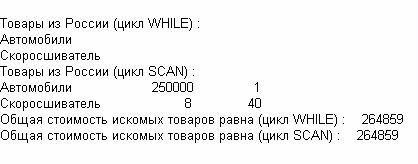 Товары из России (цикл WHILE) :
Автомобили
Скоросшиватель
Товары из России (цикл SCAN) :
Автомобили 250000 1
Скоросшиватель 8 40
Общая стоимость искомых товаров равна (цикл WHILE) : 264859
Общая стоимость искомых товаров равна (цикл SCAN) : 264859